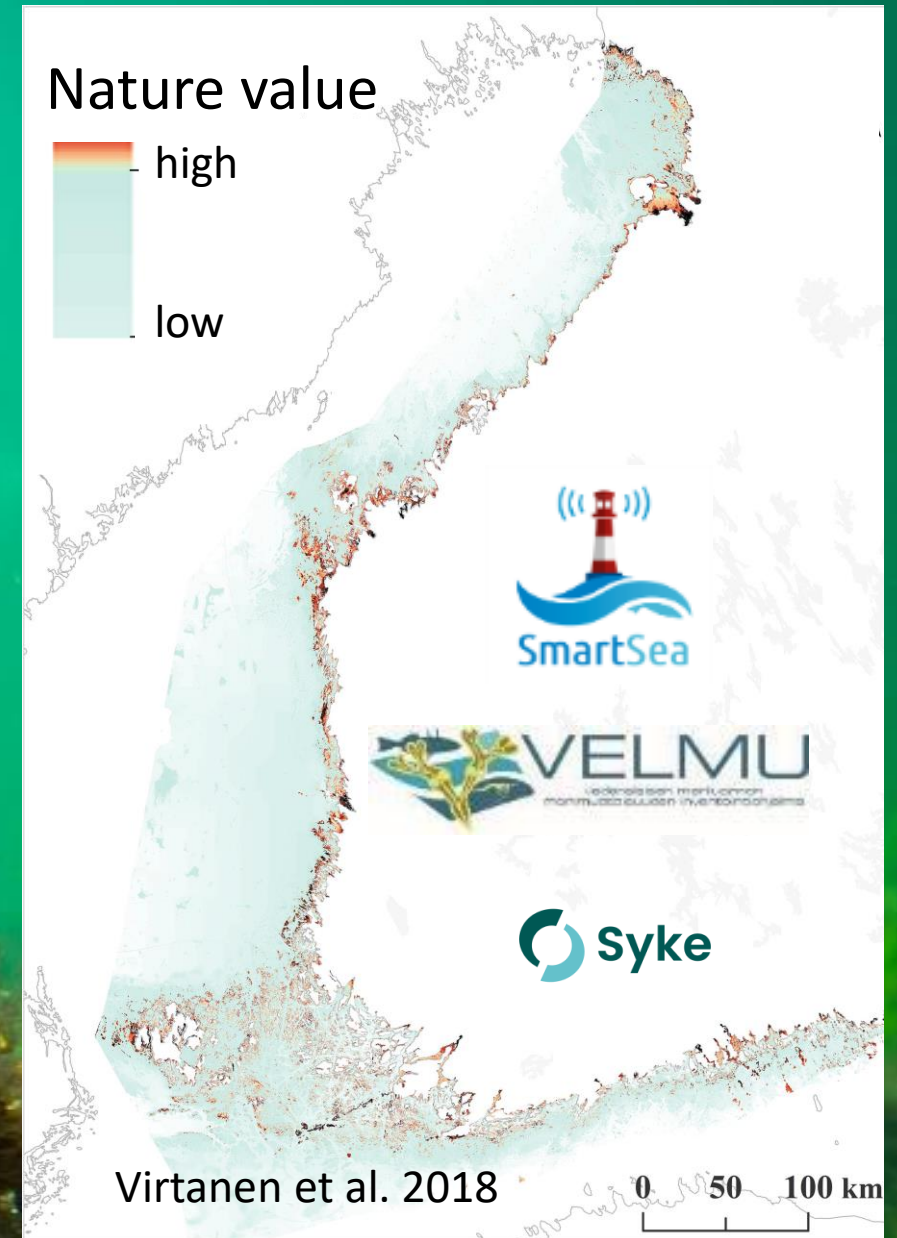 Nature value
high
low
SmartSea
VELMU
Syke
Virtanen et al. 2018
0 50 100 km